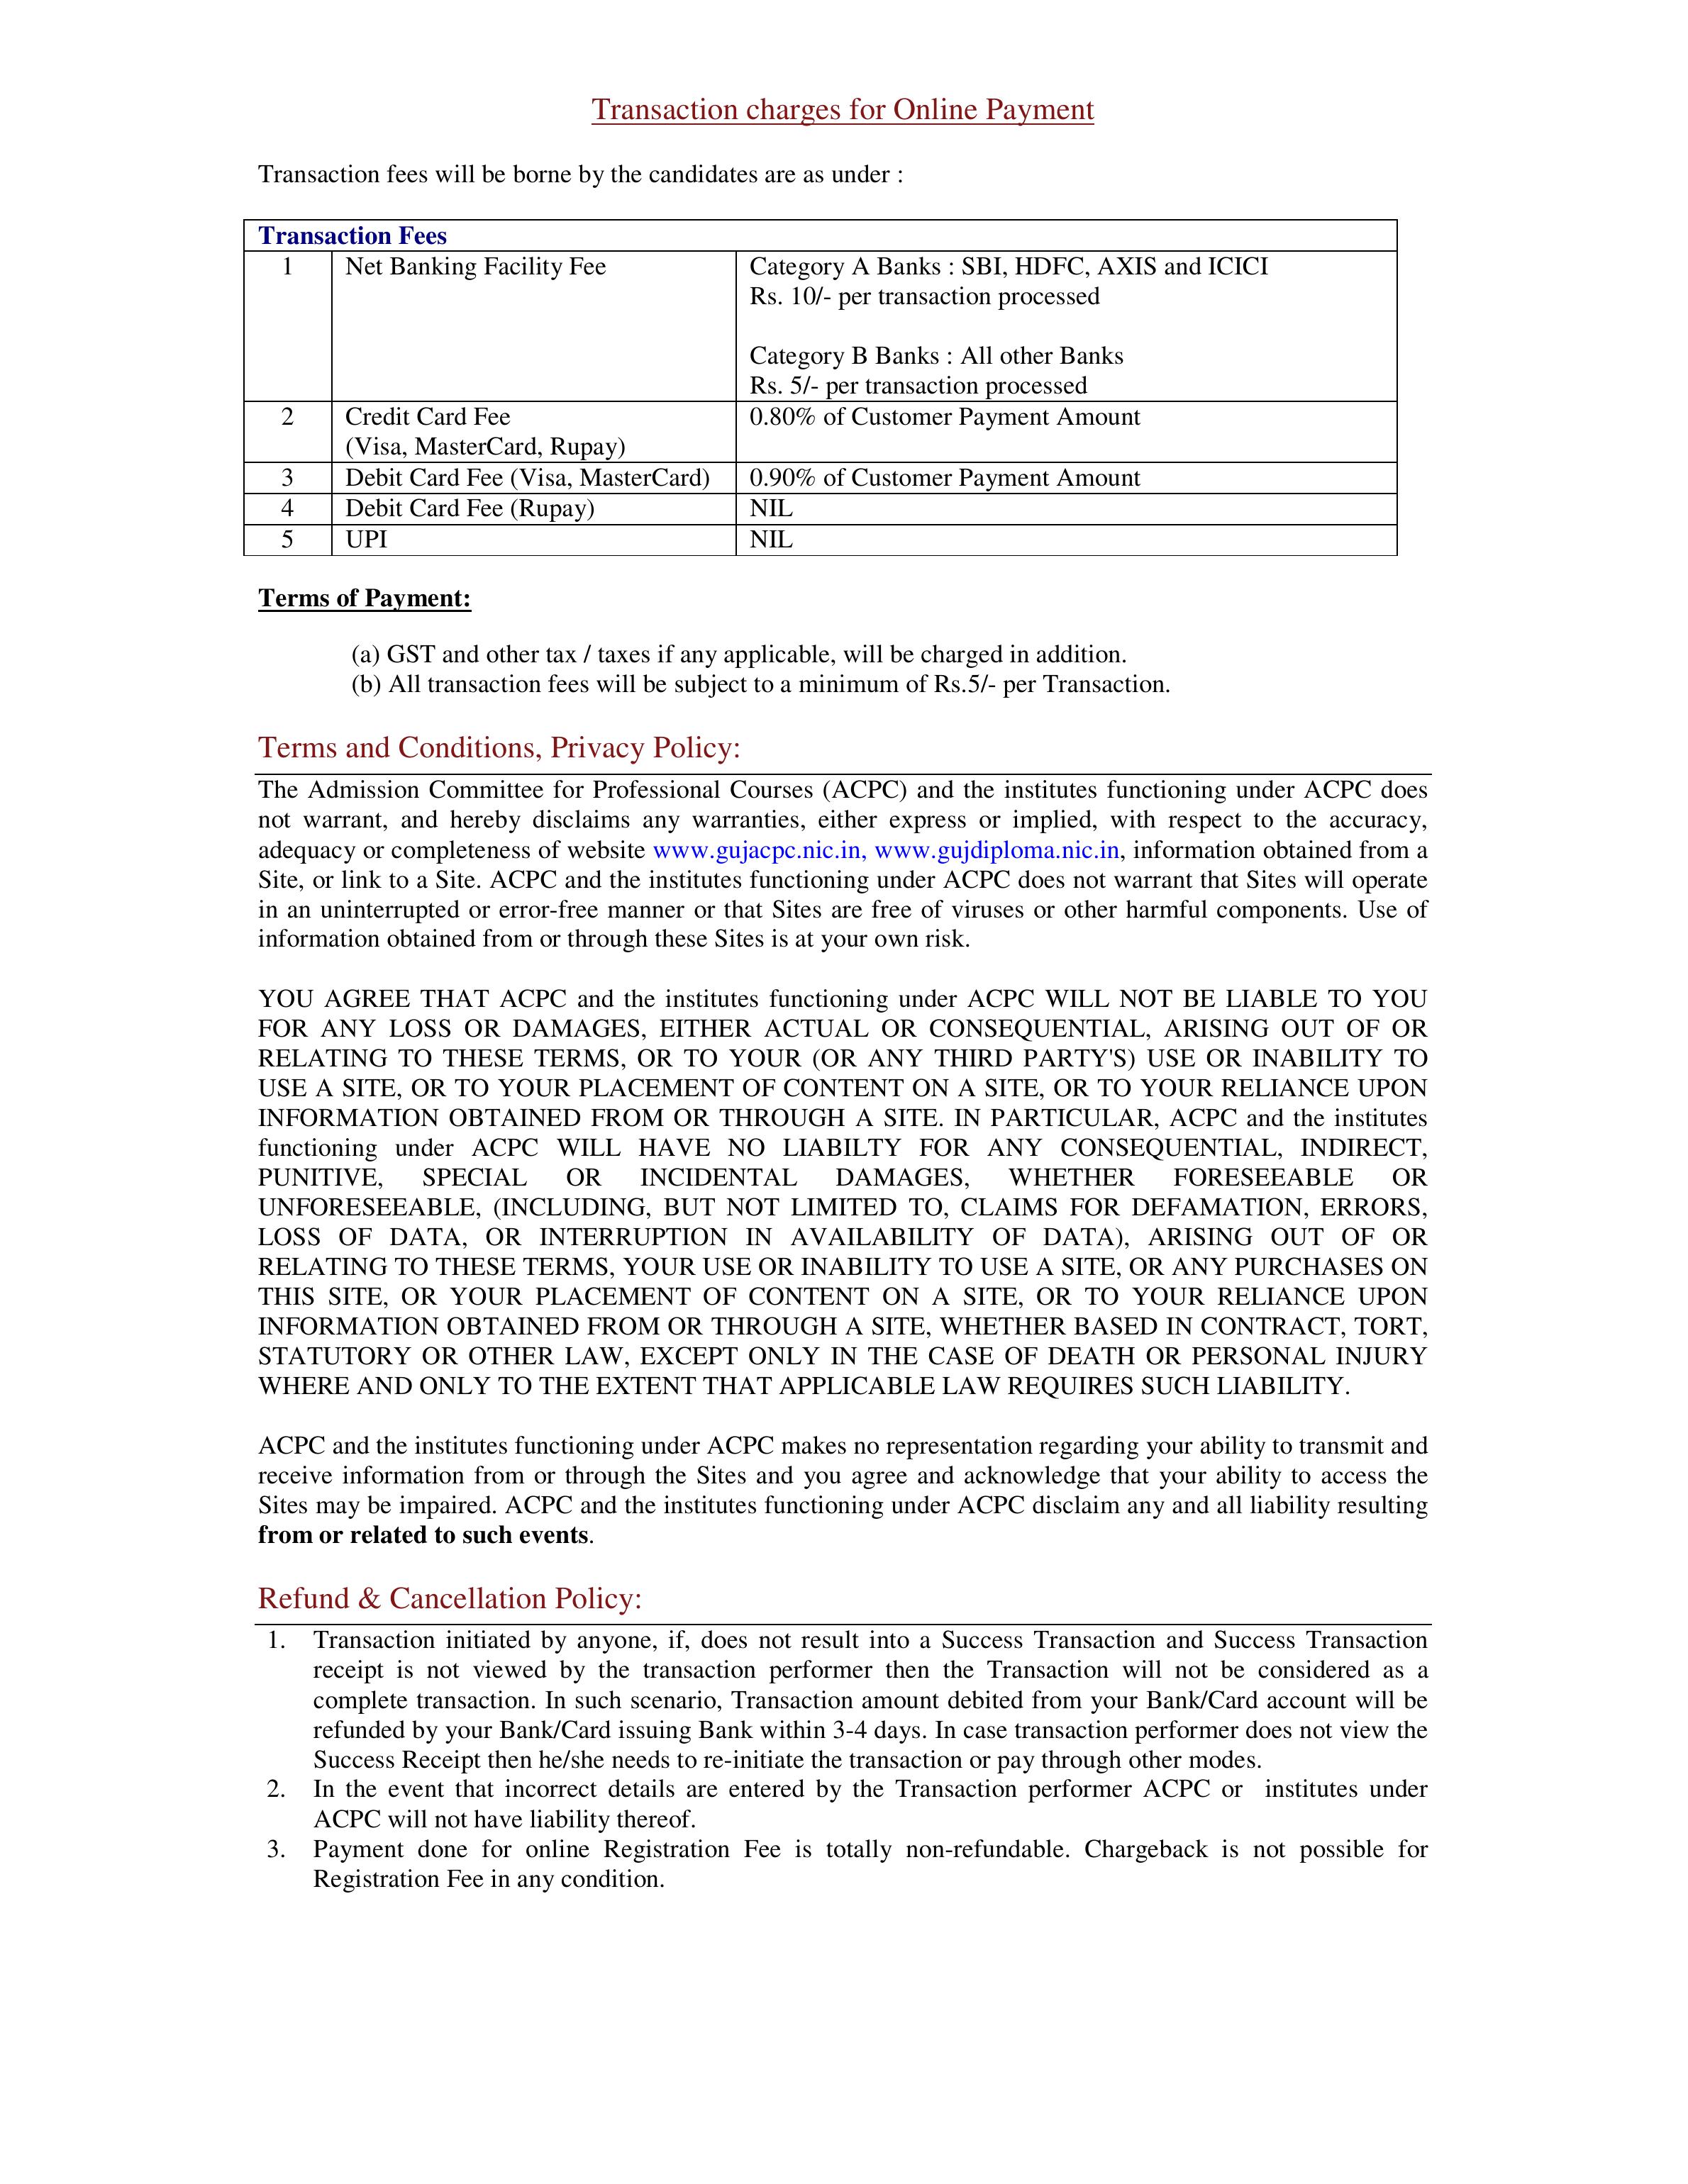 Transaction charges for Online Payment
Transaction fees will be borne by the candidates are as under :
Transaction Fees
1 Net Banking Facility Fee Category A Banks : SBI, HDFC, AXIS and ICICI
Rs. 10/- per transaction processed
Category B Banks : All other Banks
Rs. 5/- per transaction processed
2 Credit Card Fee 0.80% of Customer Payment Amount
(Visa, MasterCard, Rupay)
3 Debit Card Fee (Visa, MasterCard) 0.90% of Customer Payment Amount
4 Debit Card Fee (Rupay) NIL
5 UPI NIL
Terms of Payment:
(a) GST and other tax / taxes if any applicable, will be charged in addition.
(b) All transaction fees will be subject to a minimum of Rs.5/- per Transaction.
Terms and Conditions, Privacy Policy:
The Admission Committee for Professional Courses (ACPC) and the institutes functioning under ACPC does
not warrant, and hereby disclaims any warranties, either express or implied, with respect to the accuracy,
adequacy or completeness of website www.gujacpc.nic.in, www.gujdiploma.nic.in, information obtained from a
Site, or link to a Site. ACPC and the institutes functioning under ACPC does not warrant that Sites will operate
in an uninterrupted or error-free manner or that Sites are free of viruses or other harmful components. Use of
information obtained from or through these Sites is at your own risk.
YOU AGREE THAT ACPC and the institutes functioning under ACPC WILL NOT BE LIABLE TO YOU
FOR ANY LOSS OR DAMAGES, EITHER ACTUAL OR CONSEQUENTIAL, ARISING OUT OF OR
RELATING TO THESE TERMS, OR TO YOUR (OR ANY THIRD PARTY'S) USE OR INABILITY TO
USE A SITE, OR TO YOUR PLACEMENT OF CONTENT ON A SITE, OR TO YOUR RELIANCE UPON
INFORMATION OBTAINED FROM OR THROUGH A SITE. IN PARTICULAR, ACPC and the institutes
functioning under ACPC WILL HAVE NO LIABILTY FOR ANY CONSEQUENTIAL, INDIRECT,
PUNITIVE, SPECIAL OR INCIDENTAL DAMAGES, WHETHER FORESEEABLE OR
UNFORESEEABLE, (INCLUDING, BUT NOT LIMITED TO, CLAIMS FOR DEFAMATION, ERRORS,
LOSS OF DATA, OR INTERRUPTION IN AVAILABILITY OF DATA), ARISING OUT OF OR
RELATING TO THESE TERMS, YOUR USE OR INABILITY TO USE A SITE, OR ANY PURCHASES ON
THIS SITE, OR YOUR PLACEMENT OF CONTENT ON A SITE, OR TO YOUR RELIANCE UPON
INFORMATION OBTAINED FROM OR THROUGH A SITE, WHETHER BASED IN CONTRACT, TORT,
STATUTORY OR OTHER LAW, EXCEPT ONLY IN THE CASE OF DEATH OR PERSONAL INJURY
WHERE AND ONLY TO THE EXTENT THAT APPLICABLE LAW REQUIRES SUCH LIABILITY.
ACPC and the institutes functioning under ACPC makes no representation regarding your ability to transmit and
receive information from or through the Sites and you agree and acknowledge that your ability to access the
Sites may be impaired. ACPC and the institutes functioning under ACPC disclaim any and all liability resulting
from or related to such events.
Refund & Cancellation Policy:
1. Transaction initiated by anyone, if, does not result into a Success Transaction and Success Transaction
receipt is not viewed by the transaction performer then the Transaction will not be considered as a
complete transaction. In such scenario, Transaction amount debited from your Bank/Card account will be
refunded by your Bank/Card issuing Bank within 3-4 days. In case transaction performer does not view the
Success Receipt then he/she needs to re-initiate the transaction or pay through other modes.
2. In the event that incorrect details are entered by the Transaction performer ACPC or institutes under
ACPC will not have liability thereof.
3. Payment done for online Registration Fee is totally non-refundable. Chargeback is not possible for
Registration Fee in any condition.